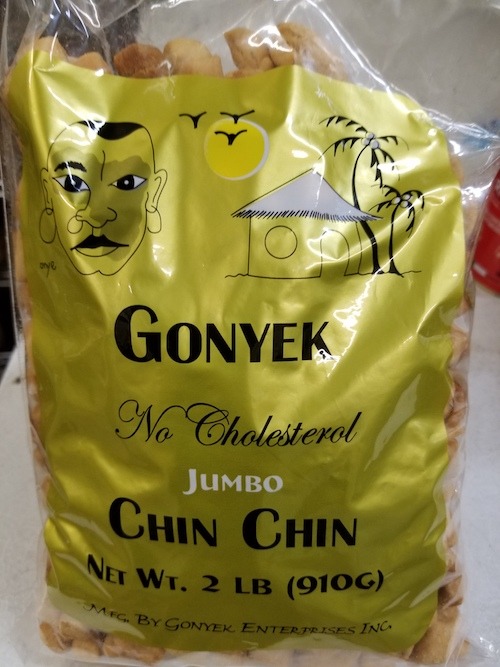 GONYEK
No Cholesterol
JUMBO
CHIN CHIN
NET WT. 2 LB (910G)
MFG. BY GONYEK ENTERPRISES INC.